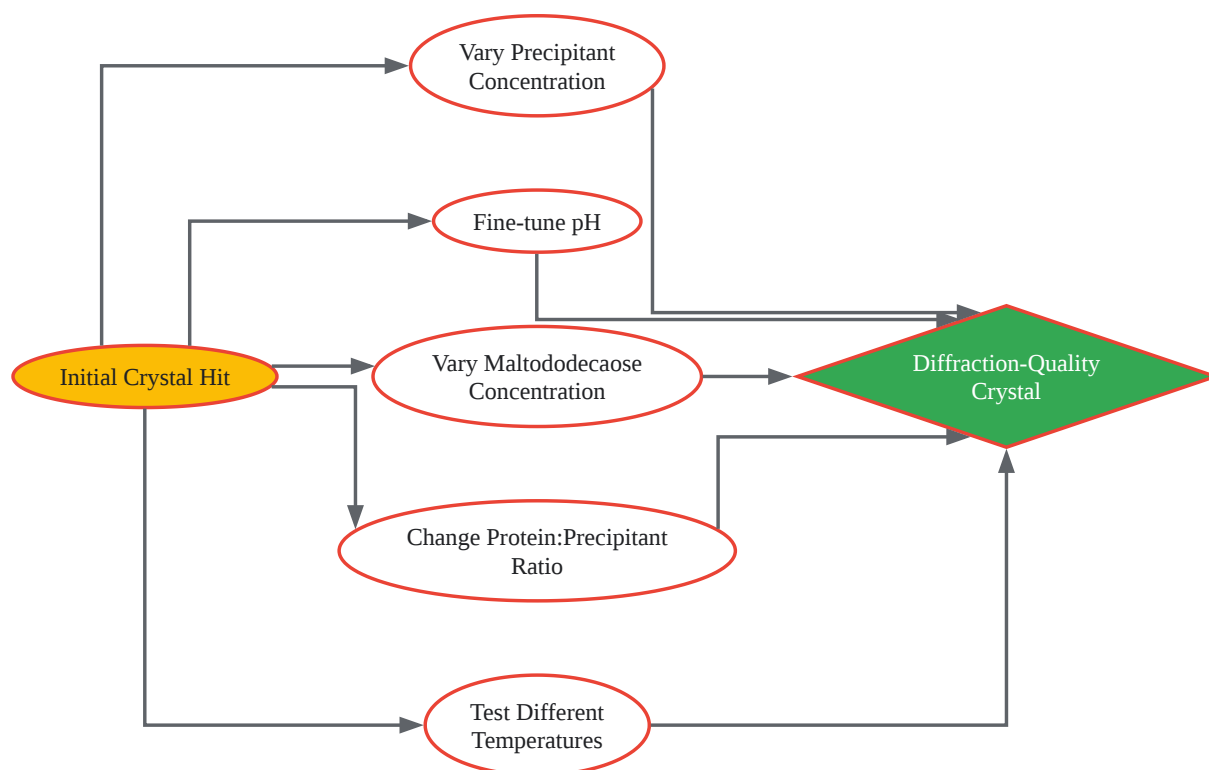 Vary Precipitant
Concentration
Fine-tune pH
Initial Crystal Hit
Vary Maltododecaose
Concentration
Diffraction-Quality
Crystal
Change Protein:Precipitant
Ratio
Test Different
Temperatures